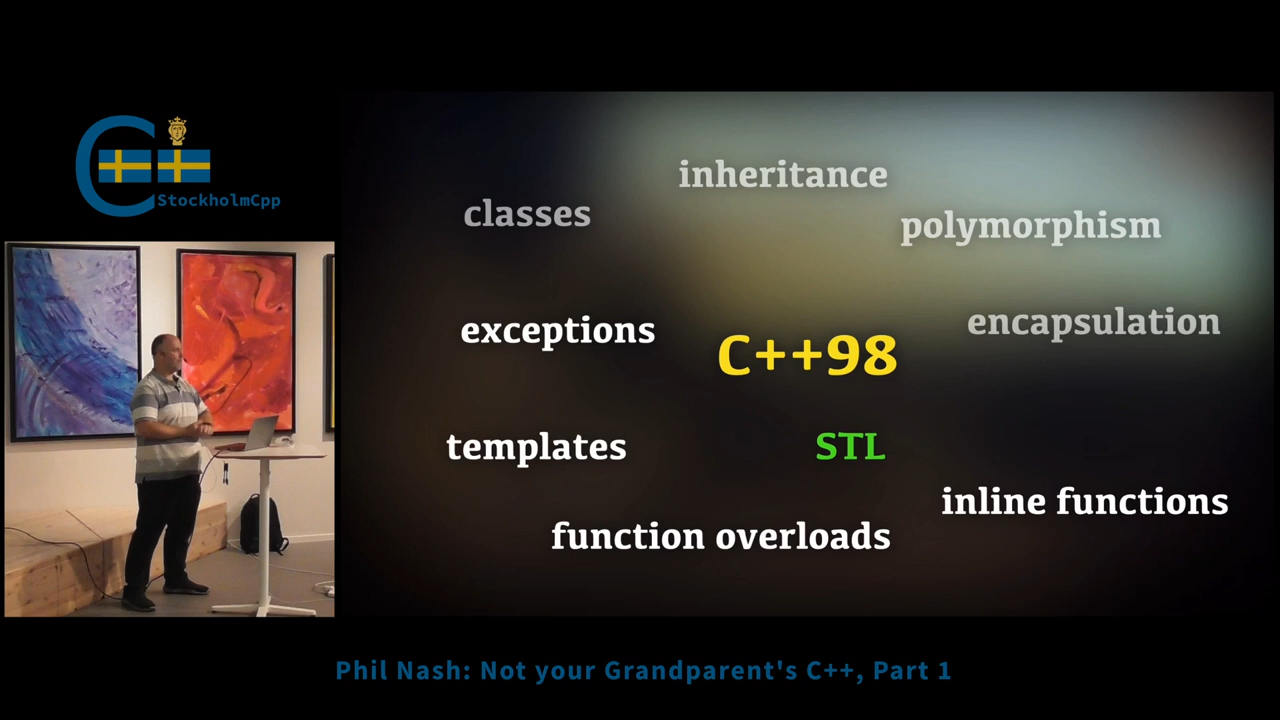 StockholmCpp
inheritance
classes
polymorphism
encapsulation
exceptions
C++98
templates
STL
inline functions
function overloads
Phil Nash: Not your Grandparent's C++, Part 1